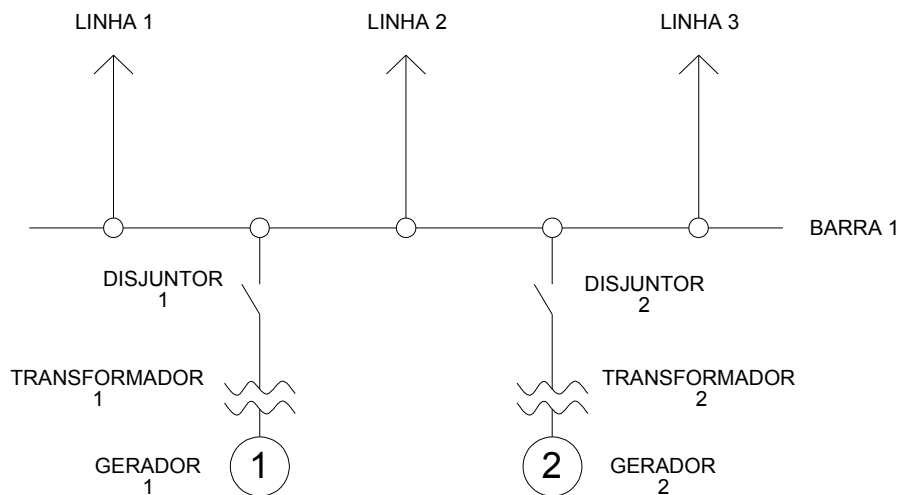 LINHA 1
LINHA 2
LINHA 3
BARRA 1
DISJUNTOR
1
DISJUNTOR
2
TRANSFORMADOR
1
TRANSFORMADOR
2
GERADOR
1
1
2
GERADOR
2